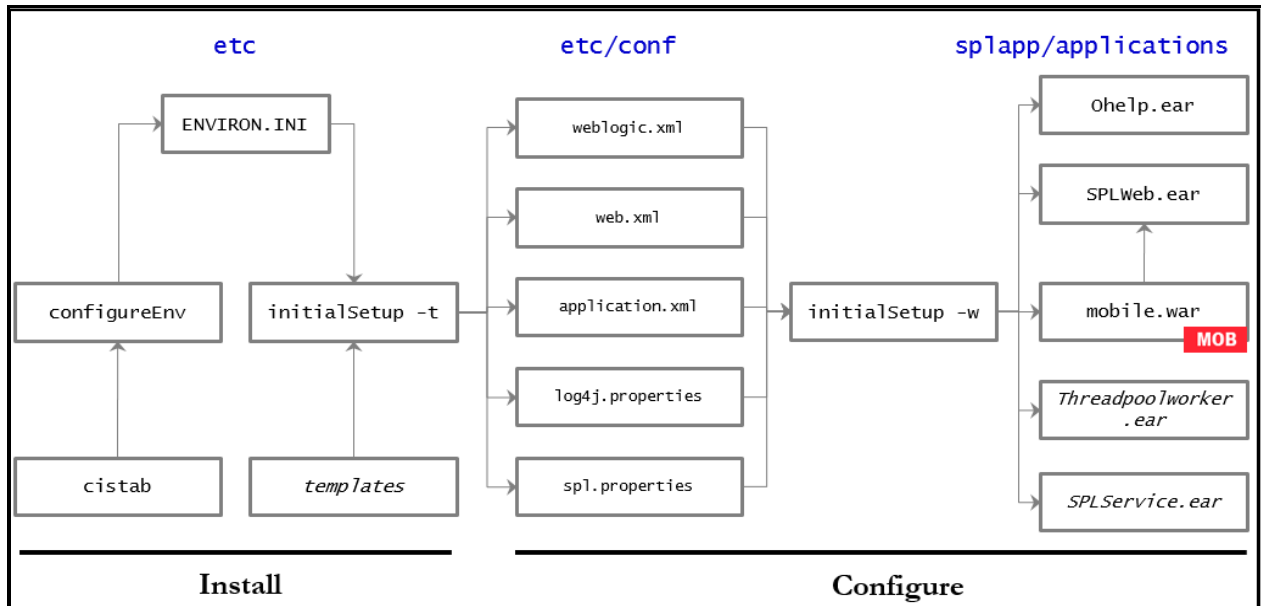 etc
etc/conf
splapp/applications
ENVIRON.INI
configureEnv
initialSetup -t
cistab
templates
weblogic.xml
web.xml
application.xml
log4j.properties
spl.properties
initialSetup -w
Ohelp.ear
SPLWeb.ear
mobile.war
MOB
Threadpoolworker
.ear
SPLService.ear
Install
Configure